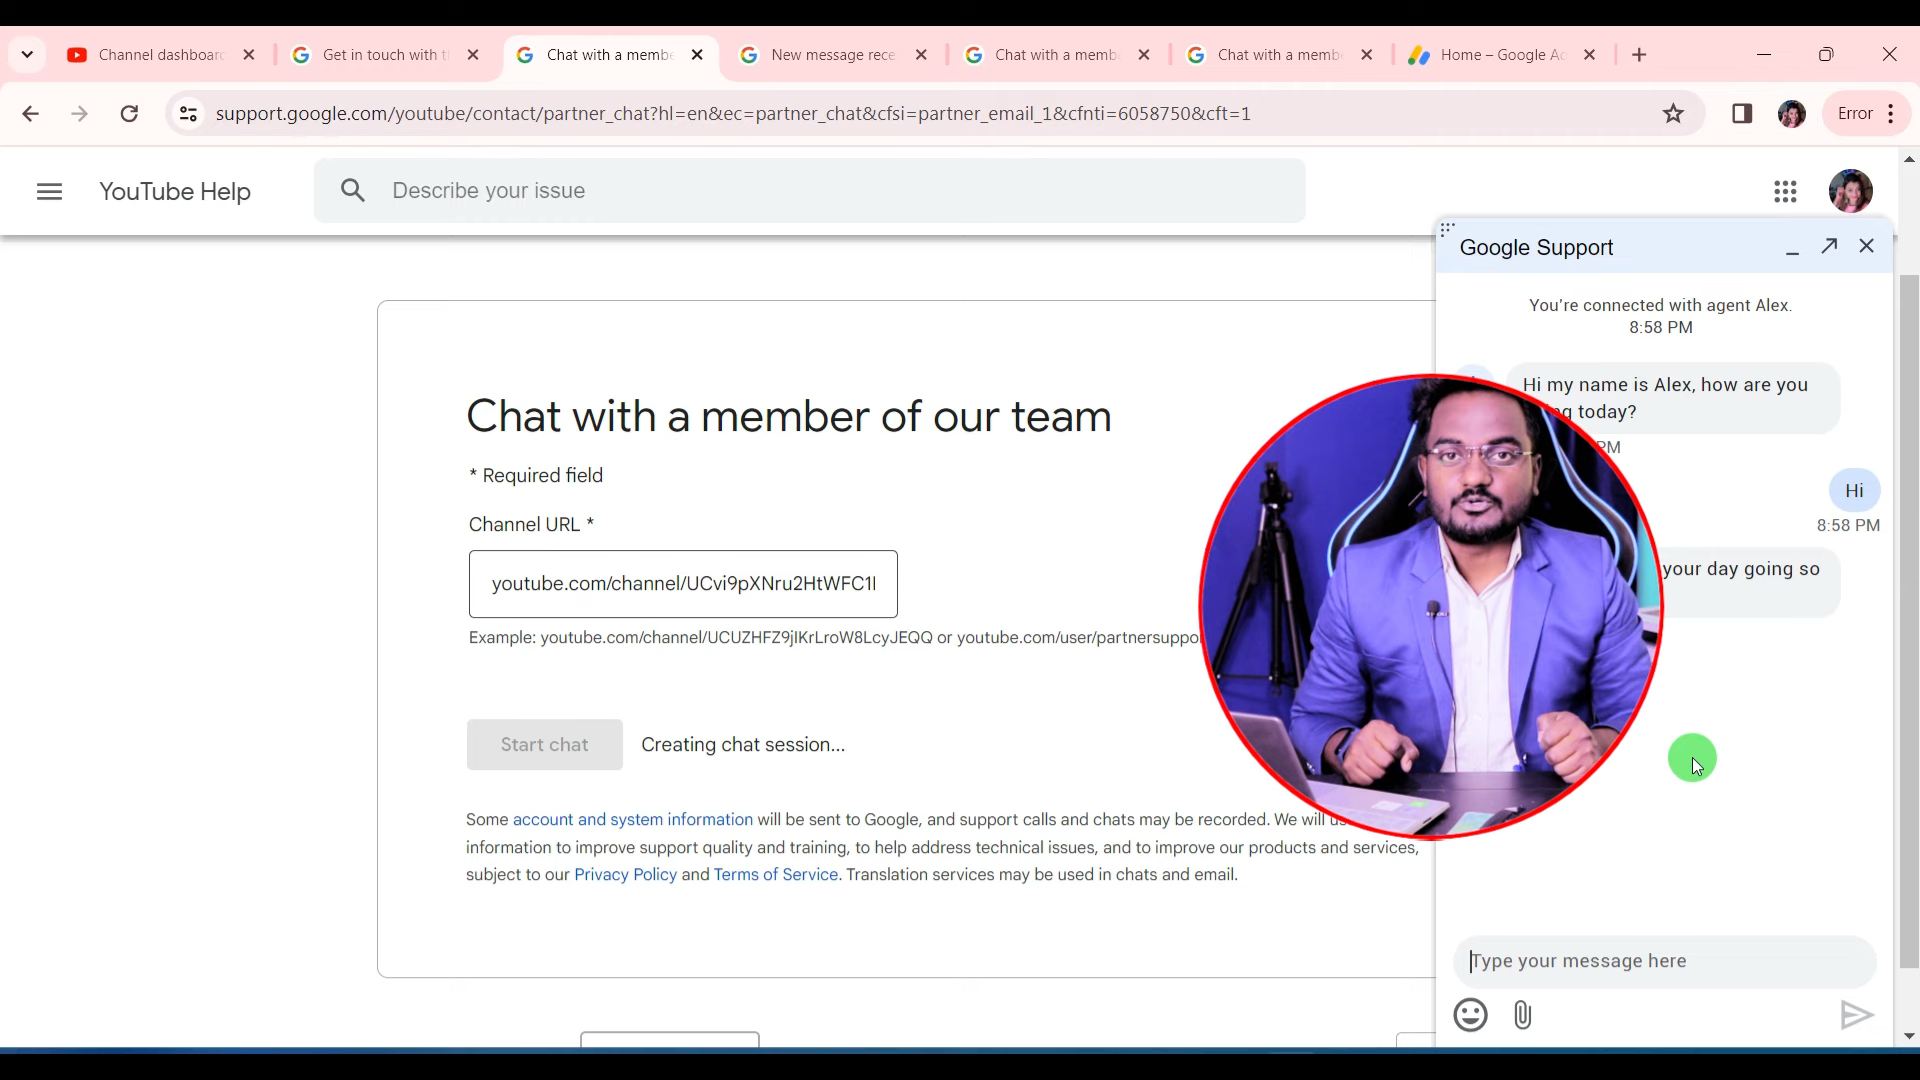 Channel dashboard
Get in touch with t
Chat with a membe
New message rece
Chat with a memb
Chat with a memb
Home – Google Ac
support.google.com/youtube/contact/partner_chat?hl=en&ec=partner_chat&cfsi=partner_email_1&cfnti=6058750&cft=1
Error
YouTube Help
Describe your issue
Google Support
You're connected with agent Alex.
8:58 PM
Hi my name is Alex, how are you
today?
PM
Hi
8:58 PM
your day going so
Type your message here
Chat with a member of our team
* Required field
Channel URL *
youtube.com/channel/UCvi9pXNru2HtWFC1l
Example: youtube.com/channel/UCUZHFZ9jIKrLroW8LcyJEQQ or youtube.com/user/partnersuppor
Start chat
Creating chat session...
Some account and system information will be sent to Google, and support calls and chats may be recorded. We will us
information to improve support quality and training, to help address technical issues, and to improve our products and services,
subject to our Privacy Policy and Terms of Service. Translation services may be used in chats and email.